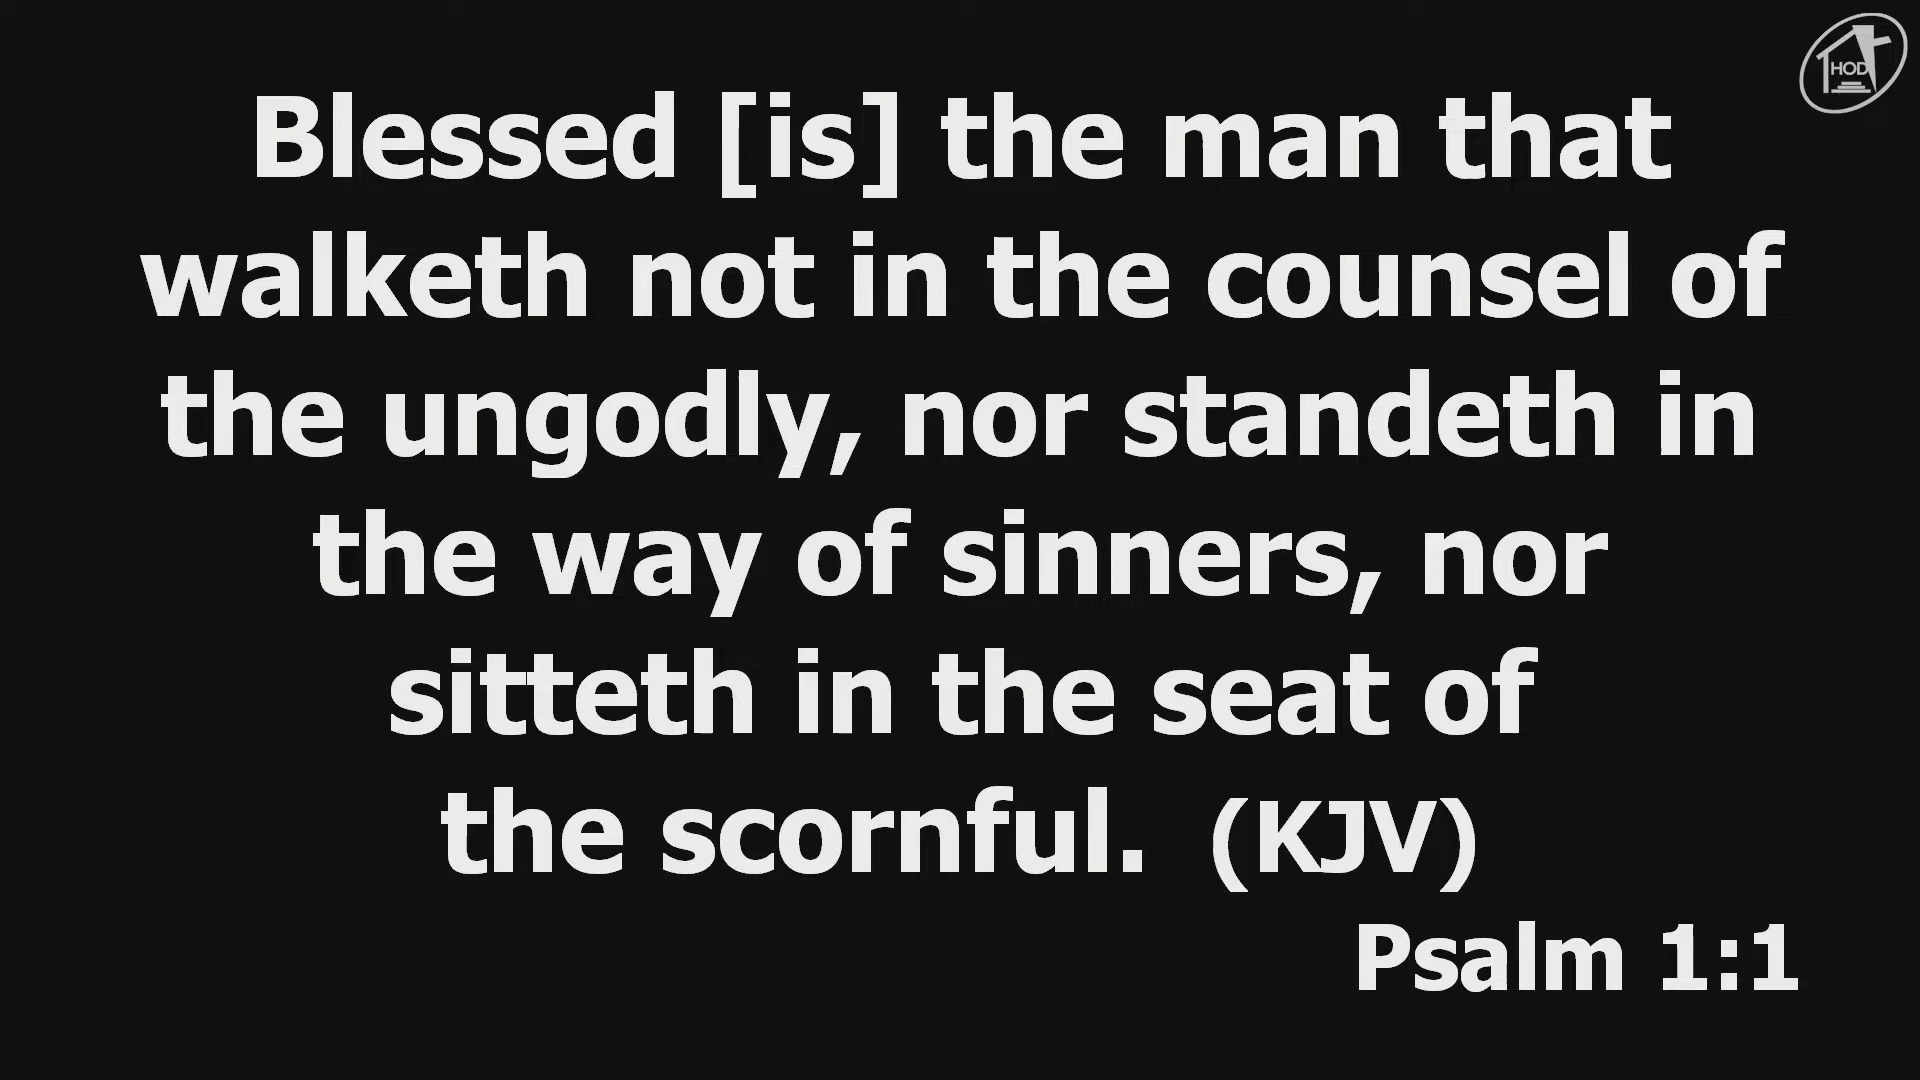 HOD
Blessed [is] the man that
walketh not in the counsel of
the ungodly, nor standeth in
the way of sinners, nor
sitteth in the seat of
the scornful.  (KJV)
Psalm 1:1